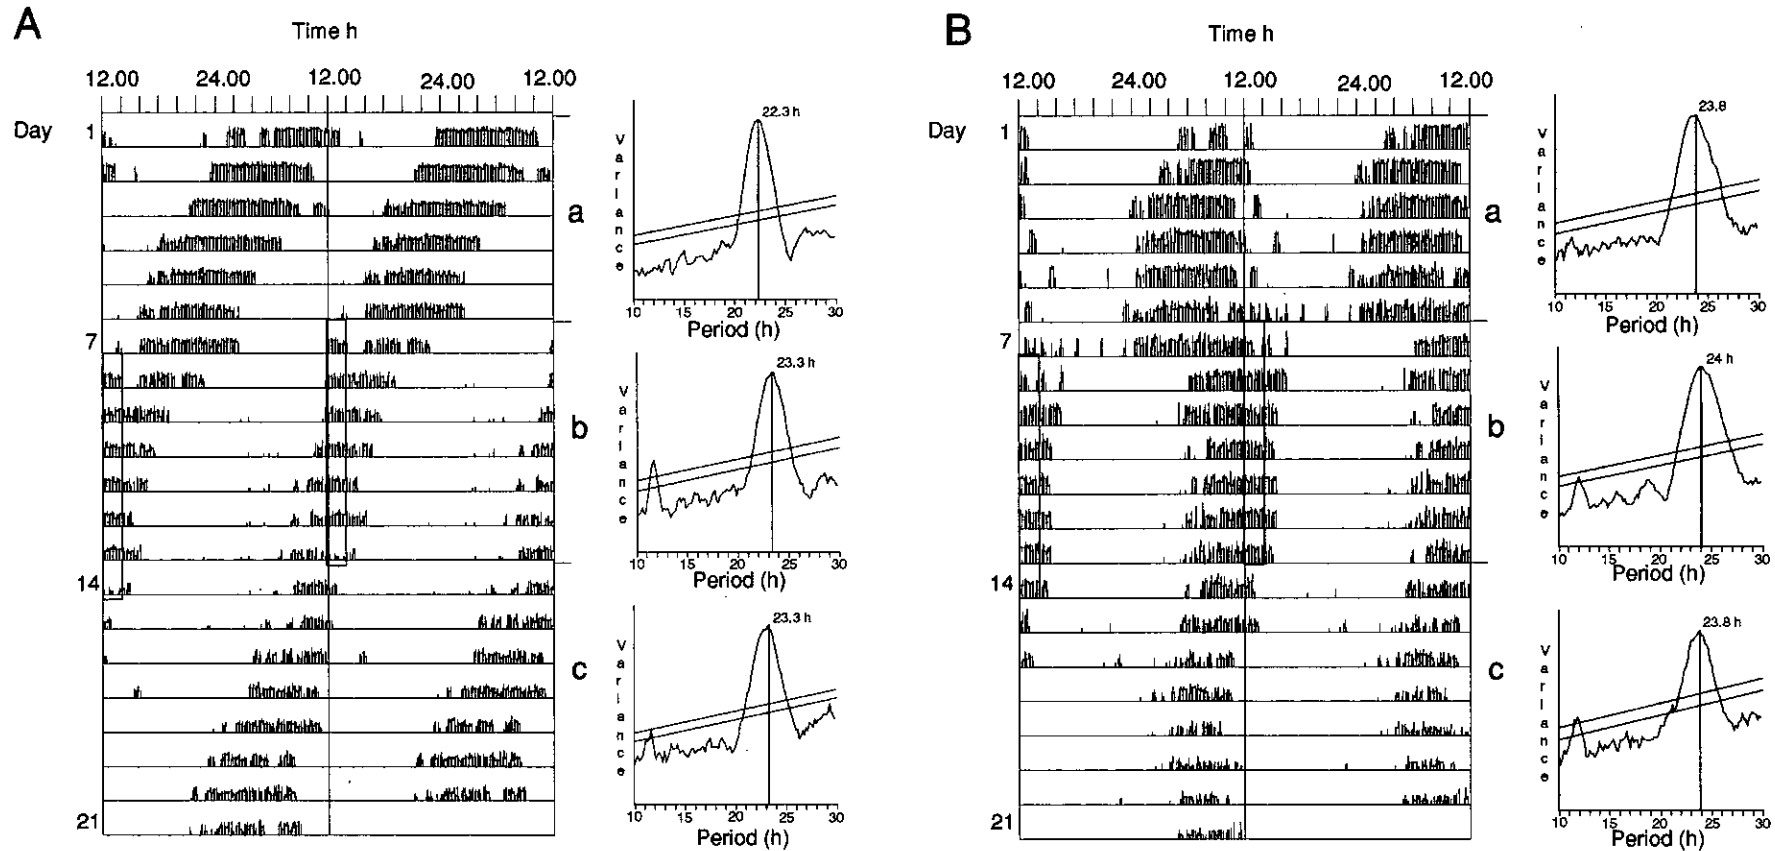 A
Time h
12.00 24.00 12.00 24.00 12.00
Day 1
7
14
21
a
b
c
Variance
22.3 h
10 15 20 25 30
Period (h)
Variance
23.3 h
10 15 20 25 30
Period (h)
Variance
23.3 h
10 15 20 25 30
Period (h)
B
Time h
12.00 24.00 12.00 24.00 12.00
Day 1
7
14
21
a
b
c
Variance
23.8
10 15 20 25 30
Period (h)
Variance
24 h
10 15 20 25 30
Period (h)
Variance
23.8 h
10 15 20 25 30
Period (h)